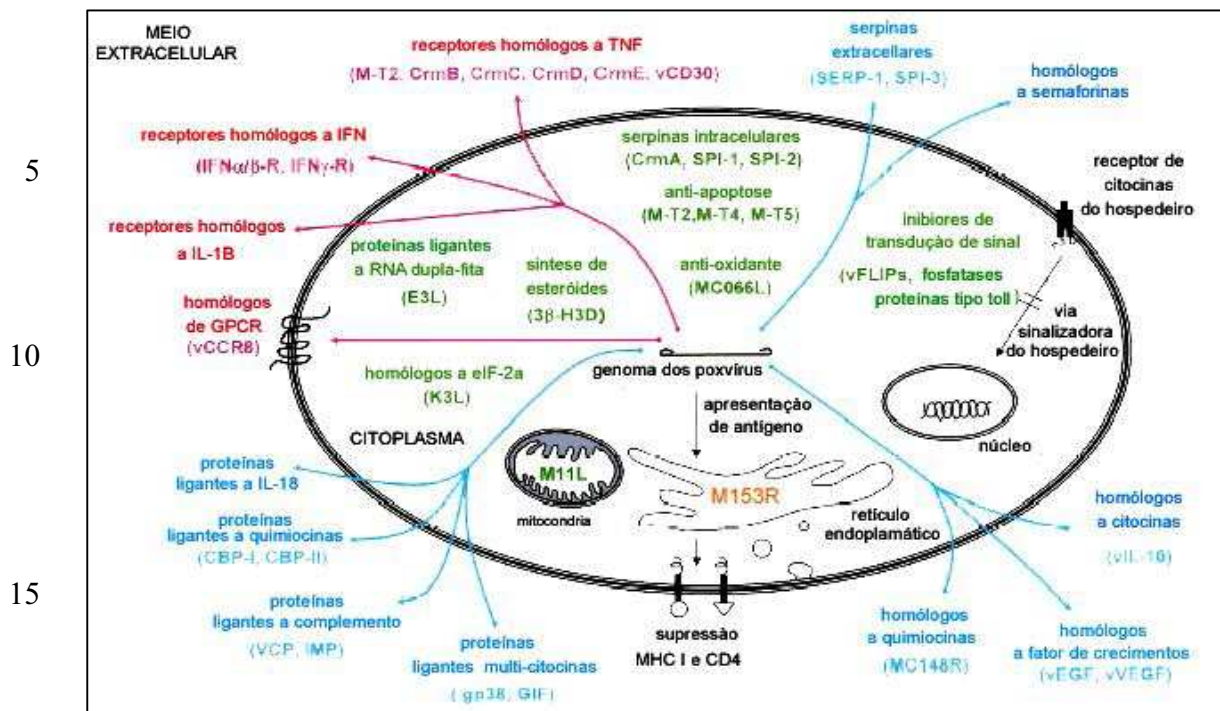 MEIO
EXTRACELULAR
receptores homólogos a TNF
(M-T2, CrmB, CrmC, CrmD, CrmE, vCD30)
serpinas
extracellares
(SERP-1, SPI-3)
homólogos
a semaforinas
5
receptores homólogos a IFN
(IFNα/β-R, IFNγ-R)
serpinas intracelulares
(CrmA, SPI-1, SPI-2)
receptor de
citocinas
do hospedeiro
anti-apoptose
(M-T2,M-T4, M-T5)
inibiores de
transdução de sinal
(vFLIPs, fosfatases
proteínas tipo toll)
receptores homólogos
a IL-1B
proteínas ligantes
a RNA dupla-fita
(E3L)
síntese de
esteróides
(3β-H3D)
anti-oxidante
(MC066L)
homólogos
de GPCR
(vCCR8)
via
sinalizadora
do hospedeiro
10
genoma dos poxvírus
homólogos a eIF-2a
(K3L)
apresentação
de antígeno
núcleo
CITOPLASMA
M11L
mitocondria
M153R
retículo
endoplamático
proteínas
ligantes a IL-18
proteínas
ligantes a quimiocinas
(CBP-I, CBP-II)
homólogos
a citocinas
(vIL-10)
15
proteínas
ligantes a complemento
(VCP, IMP)
proteínas
ligantes multi-citocinas
(gp38, GIF)
supressão
MHC I e CD4
homólogos
a quimiocinas
(MC148R)
homólogos
a fator de crecimentos
(vEGF, vVEGF)